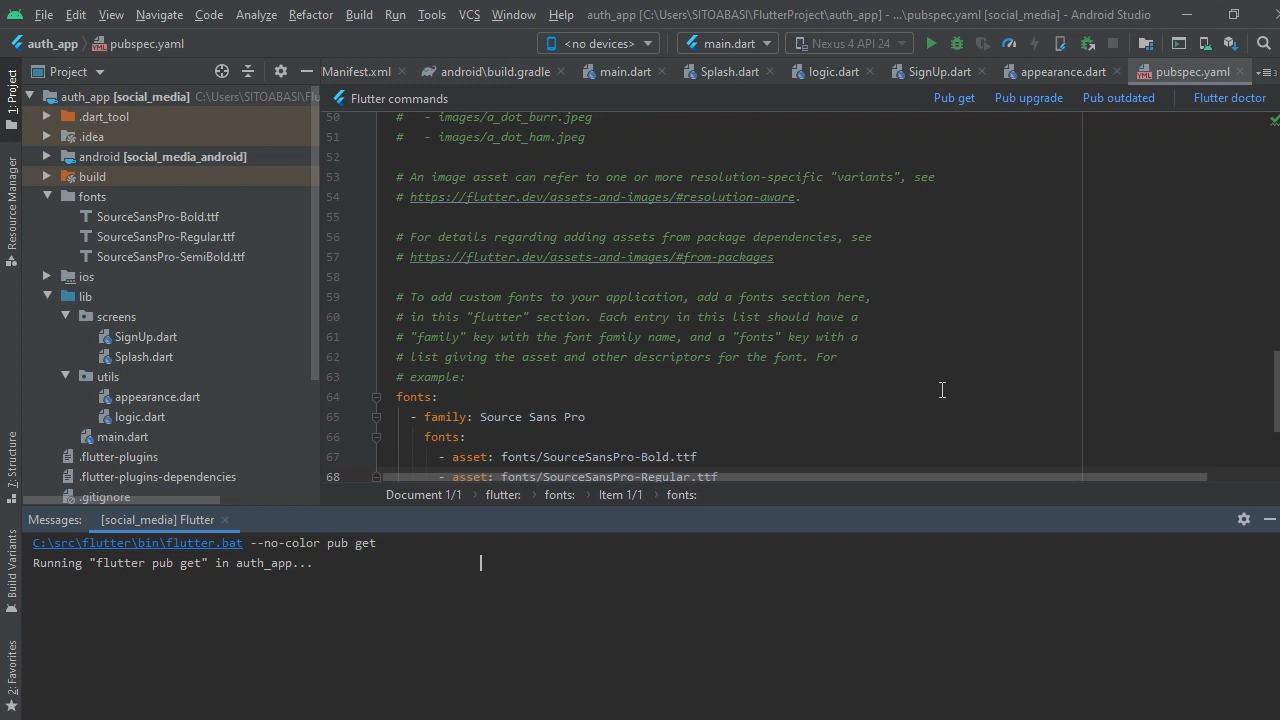 File Edit View Navigate Code Analyze Refactor Build Run Tools VCS Window Help auth_app [C:\Users\SITOABASI\FlutterProject\auth_app] - ...\pubspec.yaml [social_media] - Android Studio
auth_app pubspec.yaml <no devices> main.dart Nexus 4 API 24
1: Project
Resource Manager
7: Structure
Build Variants
2: Favorites
Project
Manifest.xml android\build.gradle main.dart Splash.dart logic.dart SignUp.dart appearance.dart pubspec.yaml
auth_app [social_media] C:\Users\SITOABASI\Flu
.dart_tool
.idea
android [social_media_android]
build
fonts
SourceSansPro-Bold.ttf
SourceSansPro-Regular.ttf
SourceSansPro-SemiBold.ttf
ios
lib
screens
SignUp.dart
Splash.dart
utils
appearance.dart
logic.dart
main.dart
.flutter-plugins
.flutter-plugins-dependencies
.gitignore
Flutter commands Pub get Pub upgrade Pub outdated Flutter doctor
50 # - images/a_dot_burr.jpeg
51 # - images/a_dot_ham.jpeg
52
53 # An image asset can refer to one or more resolution-specific "variants", see
54 # https://flutter.dev/assets-and-images/#resolution-aware.
55
56 # For details regarding adding assets from package dependencies, see
57 # https://flutter.dev/assets-and-images/#from-packages
58
59 # To add custom fonts to your application, add a fonts section here,
60 # in this "flutter" section. Each entry in this list should have a
61 # "family" key with the font family name, and a "fonts" key with a
62 # list giving the asset and other descriptors for the font. For
63 # example:
64 fonts:
65 - family: Source Sans Pro
66 fonts:
67 - asset: fonts/SourceSansPro-Bold.ttf
68 - asset: fonts/SourceSansPro-Regular.ttf
Document 1/1 › flutter: › fonts: › Item 1/1 › fonts:
Messages: [social_media] Flutter
C:\src\flutter\bin\flutter.bat --no-color pub get
Running "flutter pub get" in auth_app...